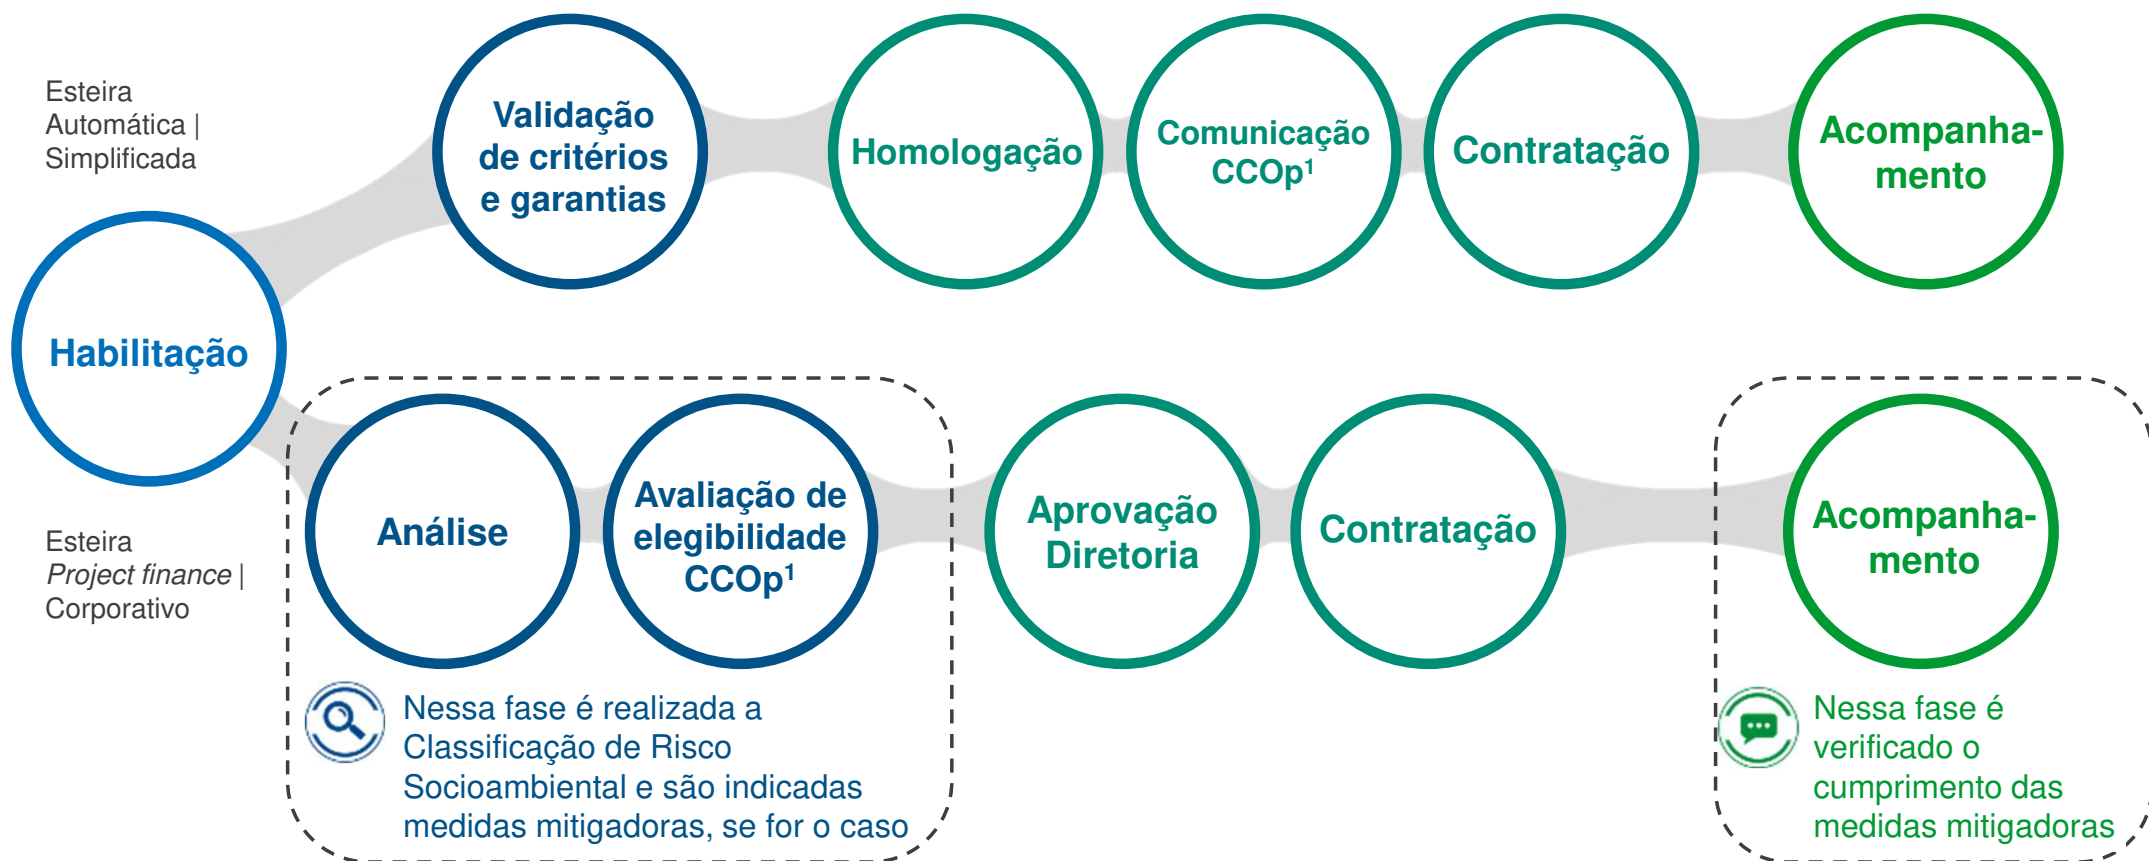 Esteira
Automática |
Simplificada
Validação
de critérios
e garantias
Homologação
Comunicação
CCOp¹
Contratação
Acompanha-
mento
Habilitação
Esteira
Project finance |
Corporativo
Análise
Avaliação de
elegibilidade
CCOp¹
Aprovação
Diretoria
Contratação
Acompanha-
mento
Nessa fase é realizada a
Classificação de Risco
Socioambiental e são indicadas
medidas mitigadoras, se for o caso
Nessa fase é
verificado o
cumprimento das
medidas mitigadoras